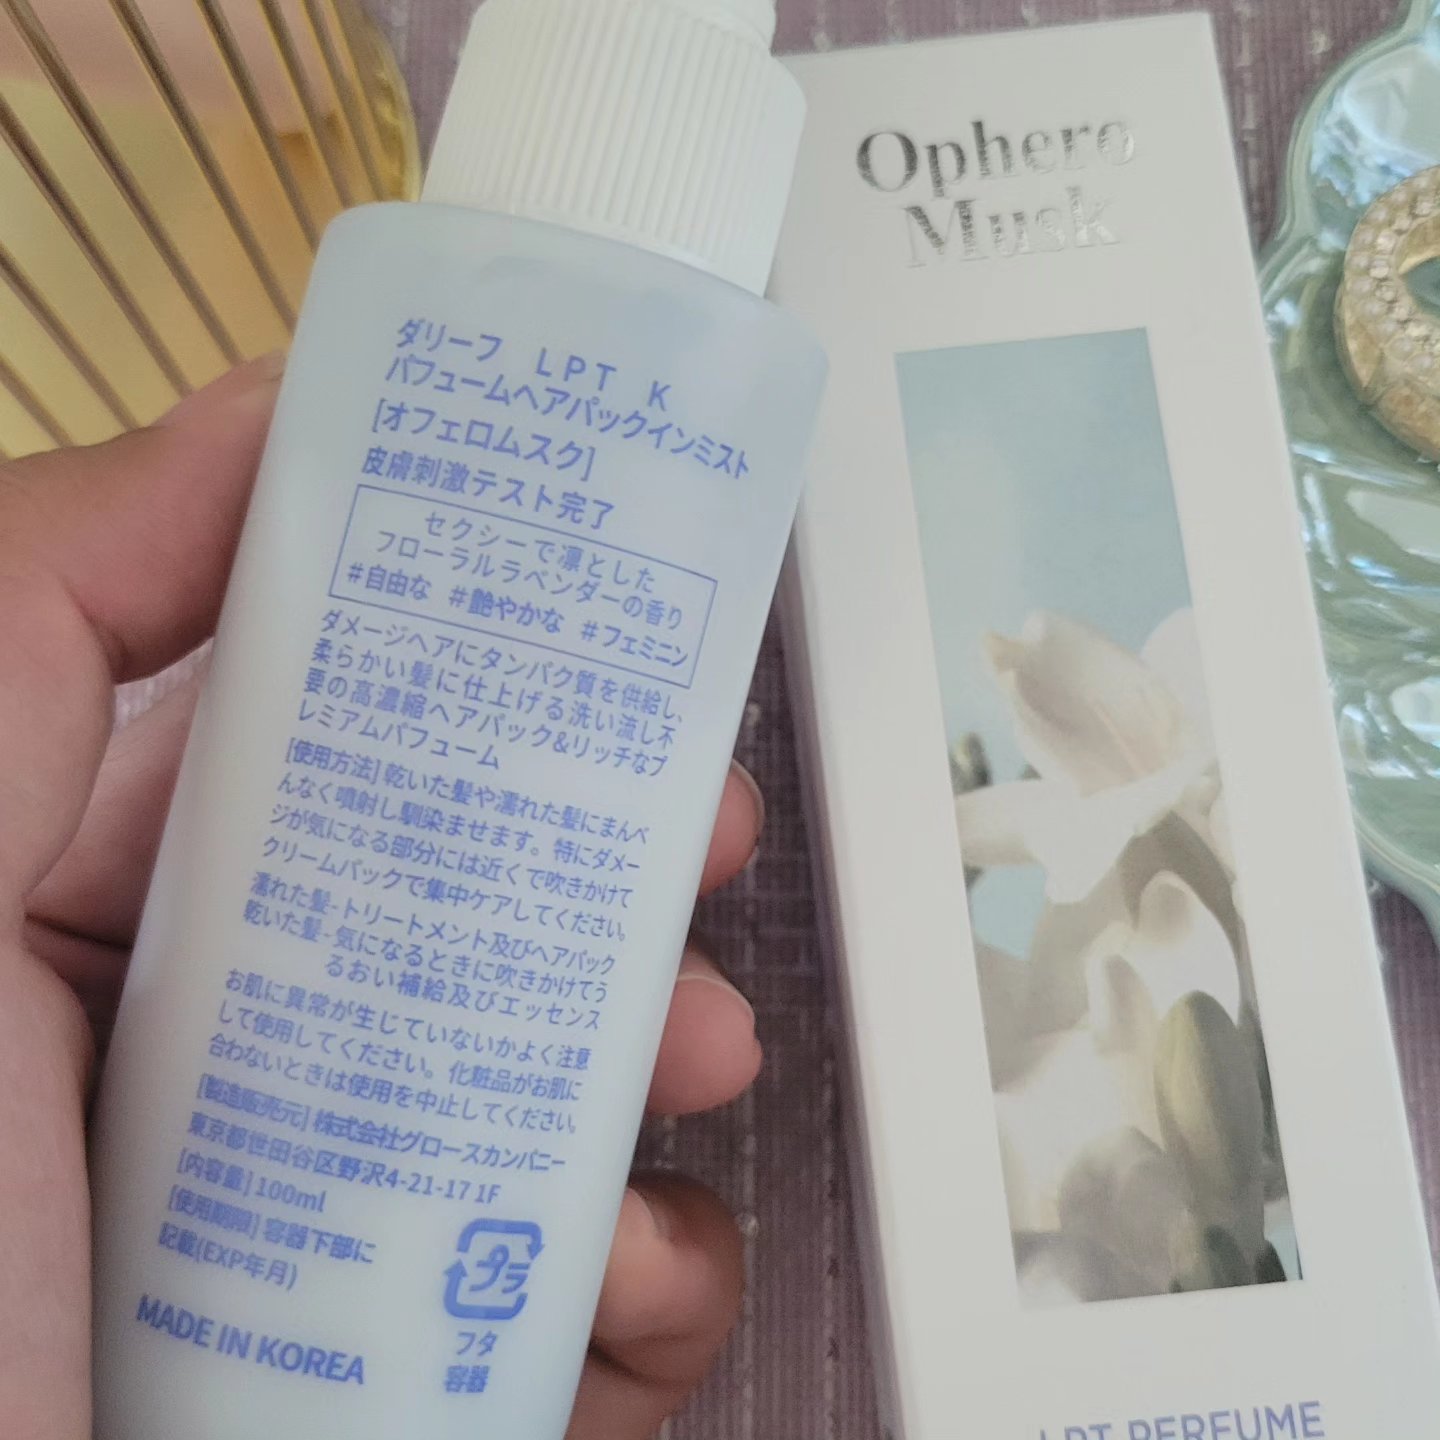 ダリーフ　LPT　K
パフュームヘアパックインミスト
[オフェロムスク]
皮膚刺激テスト完了
セクシーで凛とした
フローラルラベンダーの香り
#自由な #艶やかな #フェミニン
ダメージヘアにタンパク質を供給し、
柔らかい髪に仕上げる洗い流し不
要の高濃縮ヘアパック&リッチなプ
レミアムパフューム
[使用方法] 乾いた髪や濡れた髪にまんべ
んなく噴射し馴染ませます。特にダメー
ジが気になる部分には近くで吹きかけて
クリームパックで集中ケアしてください。
濡れた髪-トリートメント及びヘアパック
乾いた髪-気になるときに吹きかけてう
るおい補給及びエッセンス
お肌に異常が生じていないかよく注意
して使用してください。化粧品がお肌に
合わないときは使用を中止してください。
[製造販売元] 株式会社グロースカンパニー
東京都世田谷区野沢4-21-17 1F
[内容量] 100ml
[使用期限] 容器下部に
記載(EXP年月)
MADE IN KOREA
プラ
フタ
容器
Ophero
Musk
LPT PERFUME